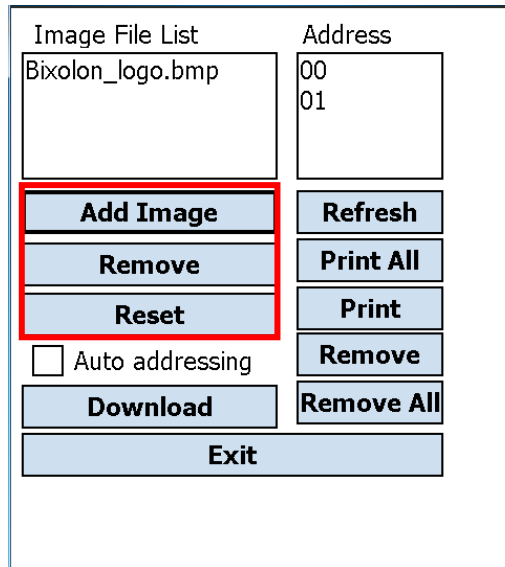 Image File List
Bixolon_logo.bmp
Add Image
Remove
Reset
Auto addressing
Download
Address
00
01
Refresh
Print All
Print
Remove
Remove All
Exit